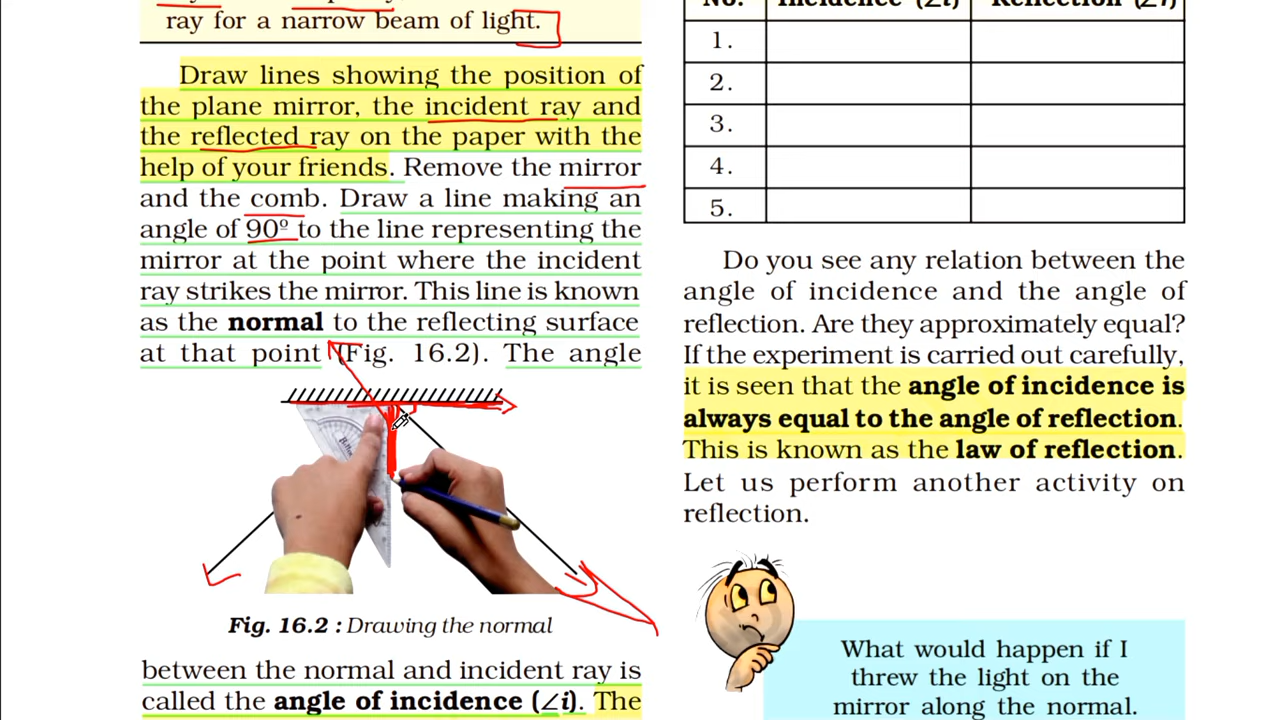 ray for a narrow beam of light.
Draw lines showing the position of
the plane mirror, the incident ray and
the reflected ray on the paper with the
help of your friends. Remove the mirror
and the comb. Draw a line making an
angle of 90º to the line representing the
mirror at the point where the incident
ray strikes the mirror. This line is known
as the normal to the reflecting surface
at that point (Fig. 16.2). The angle
Fig. 16.2 : Drawing the normal
between the normal and incident ray is
called the angle of incidence (∠i). The
No. Incidence (∠i) Reflection (∠r)
1.
2.
3.
4.
5.
Do you see any relation between the
angle of incidence and the angle of
reflection. Are they approximately equal?
If the experiment is carried out carefully,
it is seen that the angle of incidence is
always equal to the angle of reflection.
This is known as the law of reflection.
Let us perform another activity on
reflection.
What would happen if I
threw the light on the
mirror along the normal.